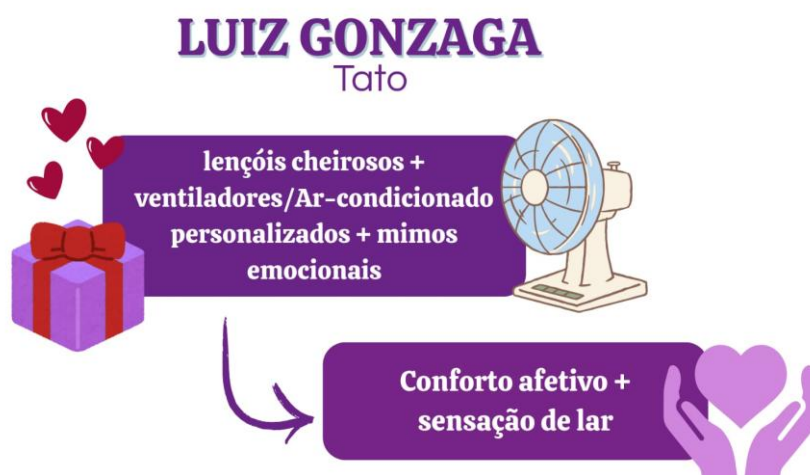 LUIZ GONZAGA
Tato
lençóis cheirosos +
ventiladores/Ar-condicionado
personalizados + mimos
emocionais
Conforto afetivo +
sensação de lar